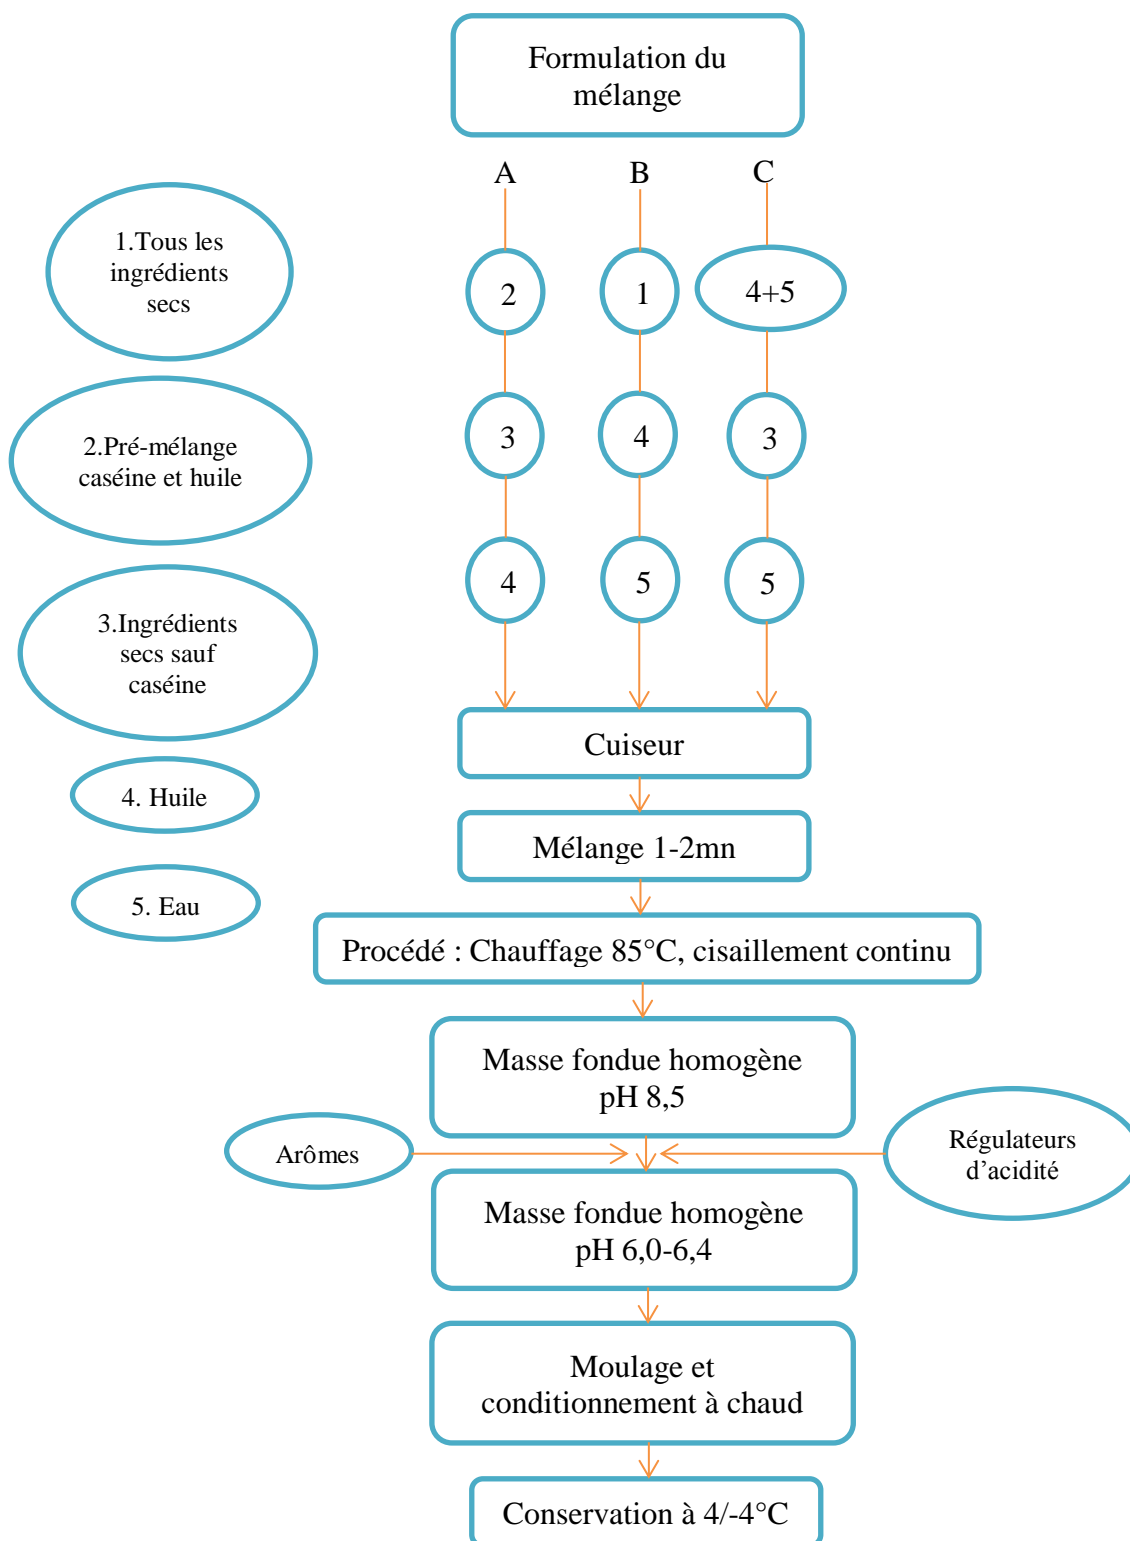 Formulation du
mélange
A B C
1.Tous les
ingrédients
secs
2 1 4+5
2.Pré-mélange
caséine et huile
3 4 3
3.Ingrédients
secs sauf
caséine
4 5 5
Cuiseur
4. Huile
Mélange 1-2mn
5. Eau
Procédé : Chauffage 85°C, cisaillement continu
Masse fondue homogène
pH 8,5
Arômes
Régulateurs
d’acidité
Masse fondue homogène
pH 6,0-6,4
Moulage et
conditionnement à chaud
Conservation à 4/-4°C